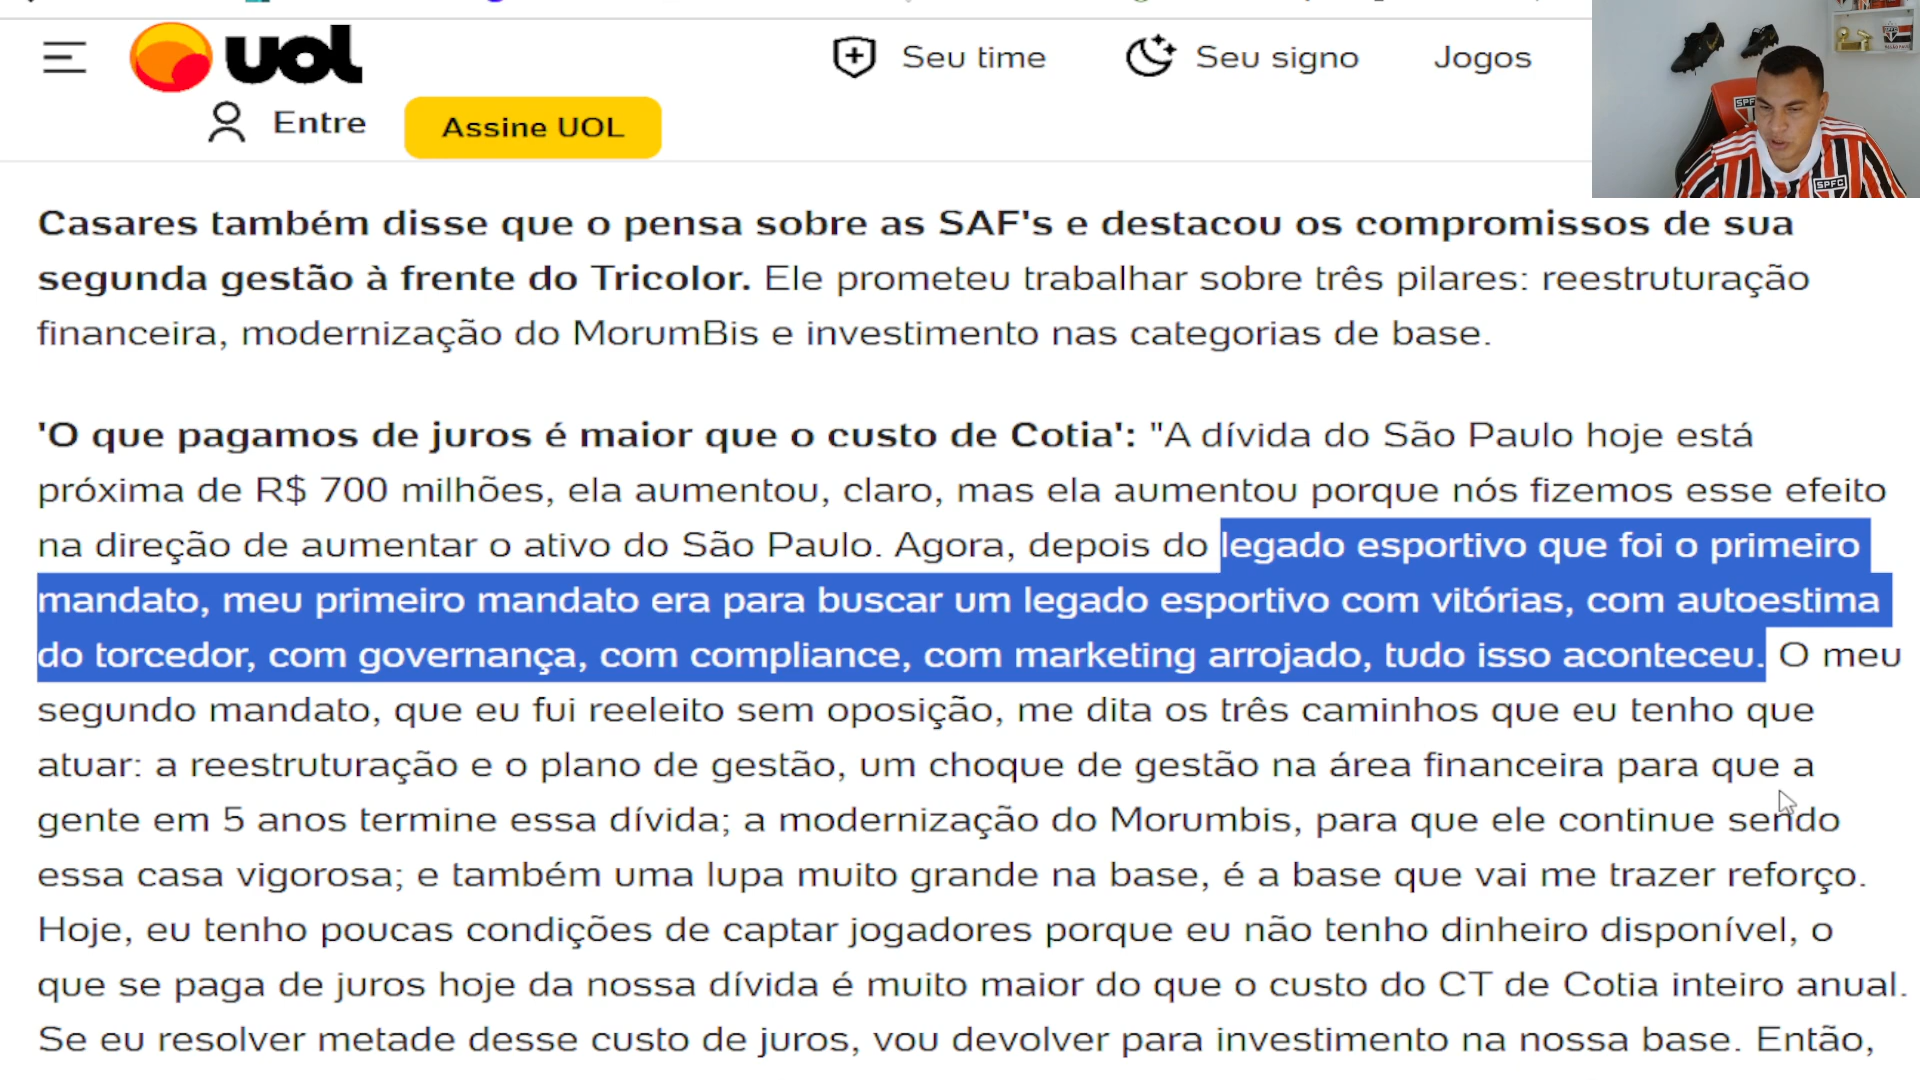 uol
Seu time
Seu signo
Jogos
Entre
Assine UOL
SPF
SPFC
Casares também disse que o pensa sobre as SAF's e destacou os compromissos de sua
segunda gestão à frente do Tricolor. Ele prometeu trabalhar sobre três pilares: reestruturação
financeira, modernização do MorumBis e investimento nas categorias de base.
'O que pagamos de juros é maior que o custo de Cotia': "A dívida do São Paulo hoje está
próxima de R$ 700 milhões, ela aumentou, claro, mas ela aumentou porque nós fizemos esse efeito
na direção de aumentar o ativo do São Paulo. Agora, depois do legado esportivo que foi o primeiro
mandato, meu primeiro mandato era para buscar um legado esportivo com vitórias, com autoestima
do torcedor, com governança, com compliance, com marketing arrojado, tudo isso aconteceu. O meu
segundo mandato, que eu fui reeleito sem oposição, me dita os três caminhos que eu tenho que
atuar: a reestruturação e o plano de gestão, um choque de gestão na área financeira para que a
gente em 5 anos termine essa dívida; a modernização do Morumbis, para que ele continue sendo
essa casa vigorosa; e também uma lupa muito grande na base, é a base que vai me trazer reforço.
Hoje, eu tenho poucas condições de captar jogadores porque eu não tenho dinheiro disponível, o
que se paga de juros hoje da nossa dívida é muito maior do que o custo do CT de Cotia inteiro anual.
Se eu resolver metade desse custo de juros, vou devolver para investimento na nossa base. Então,